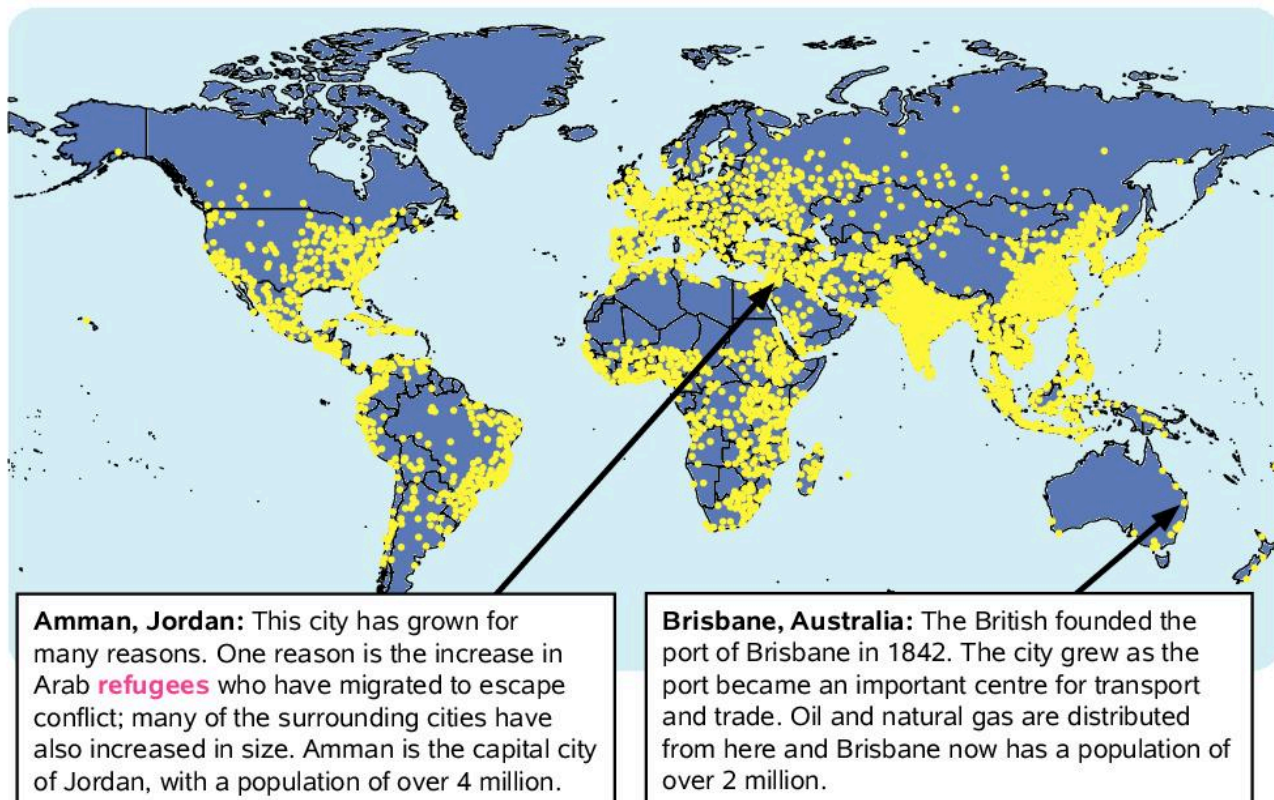 Amman, Jordan: This city has grown for
many reasons. One reason is the increase in
Arab refugees who have migrated to escape
conflict; many of the surrounding cities have
also increased in size. Amman is the capital city
of Jordan, with a population of over 4 million.
Brisbane, Australia: The British founded the
port of Brisbane in 1842. The city grew as the
port became an important centre for transport
and trade. Oil and natural gas are distributed
from here and Brisbane now has a population of
over 2 million.